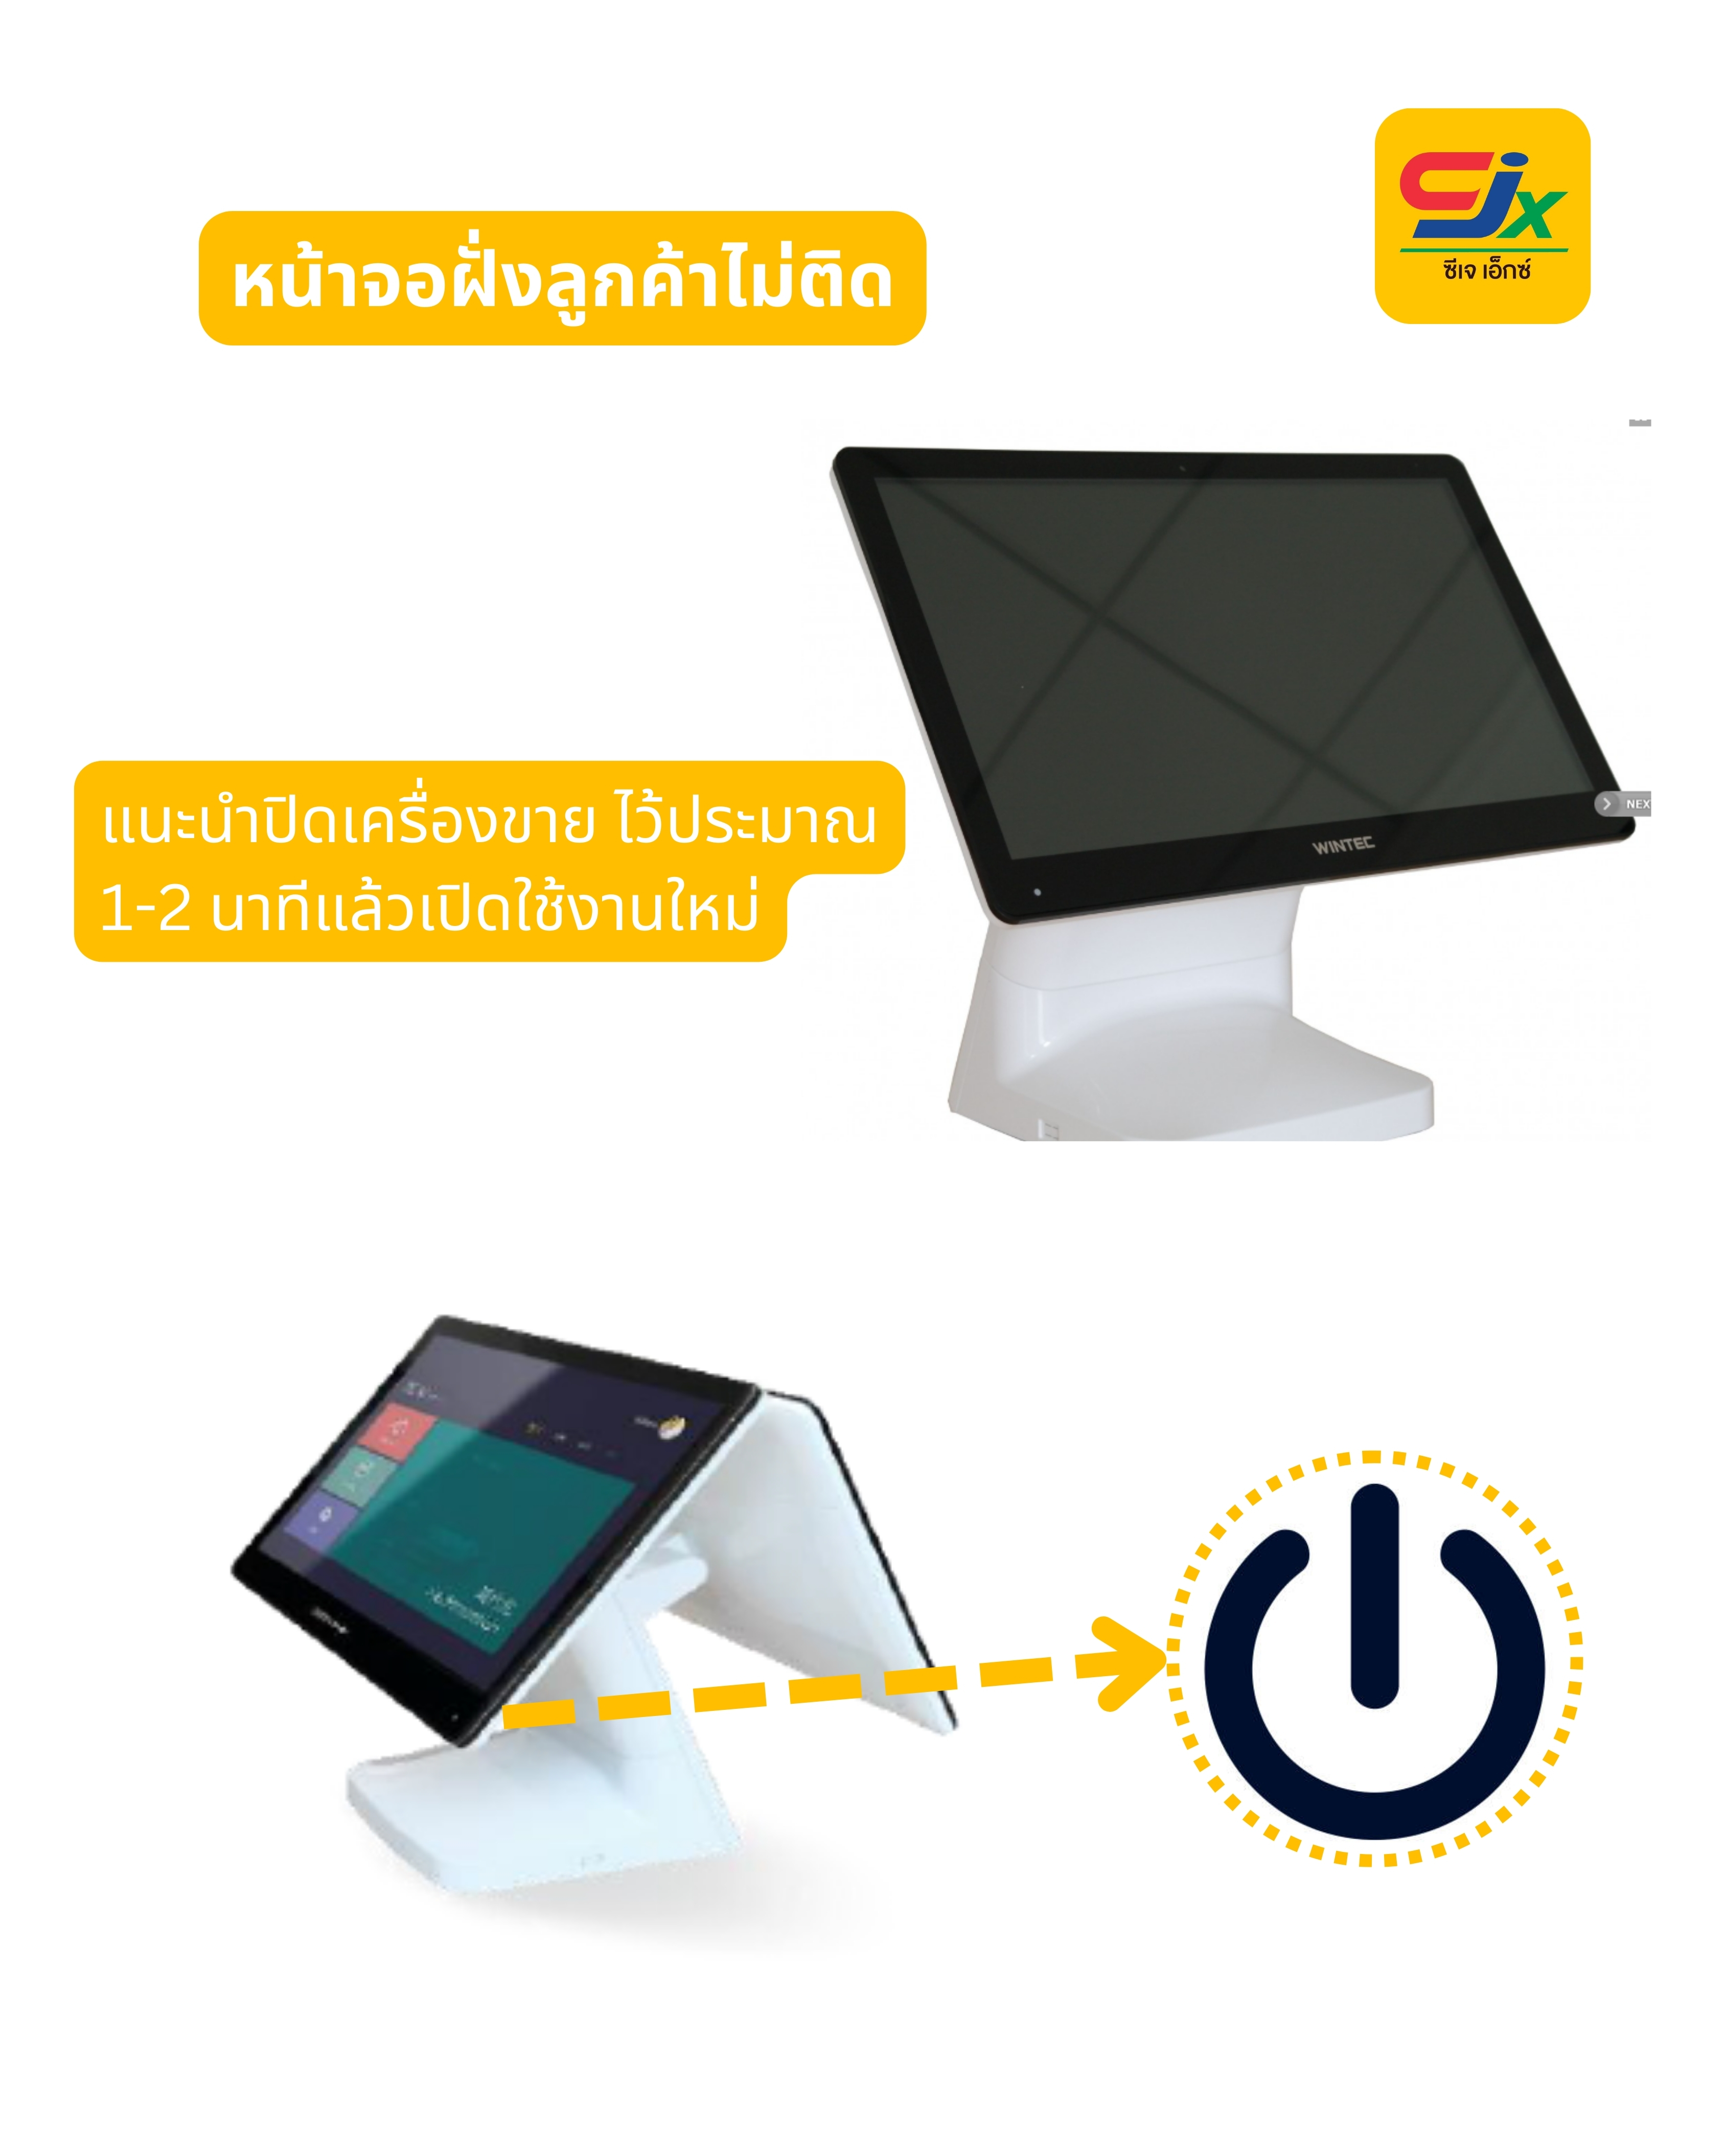 CJX
ซีเจ เอ็กซ์
หน้าจอฝั่งลูกค้าไม่ติด
แนะนำปิดเครื่องขาย ไว้ประมาณ
1-2 นาทีแล้วเปิดใช้งานใหม่
NEX
WINTEC